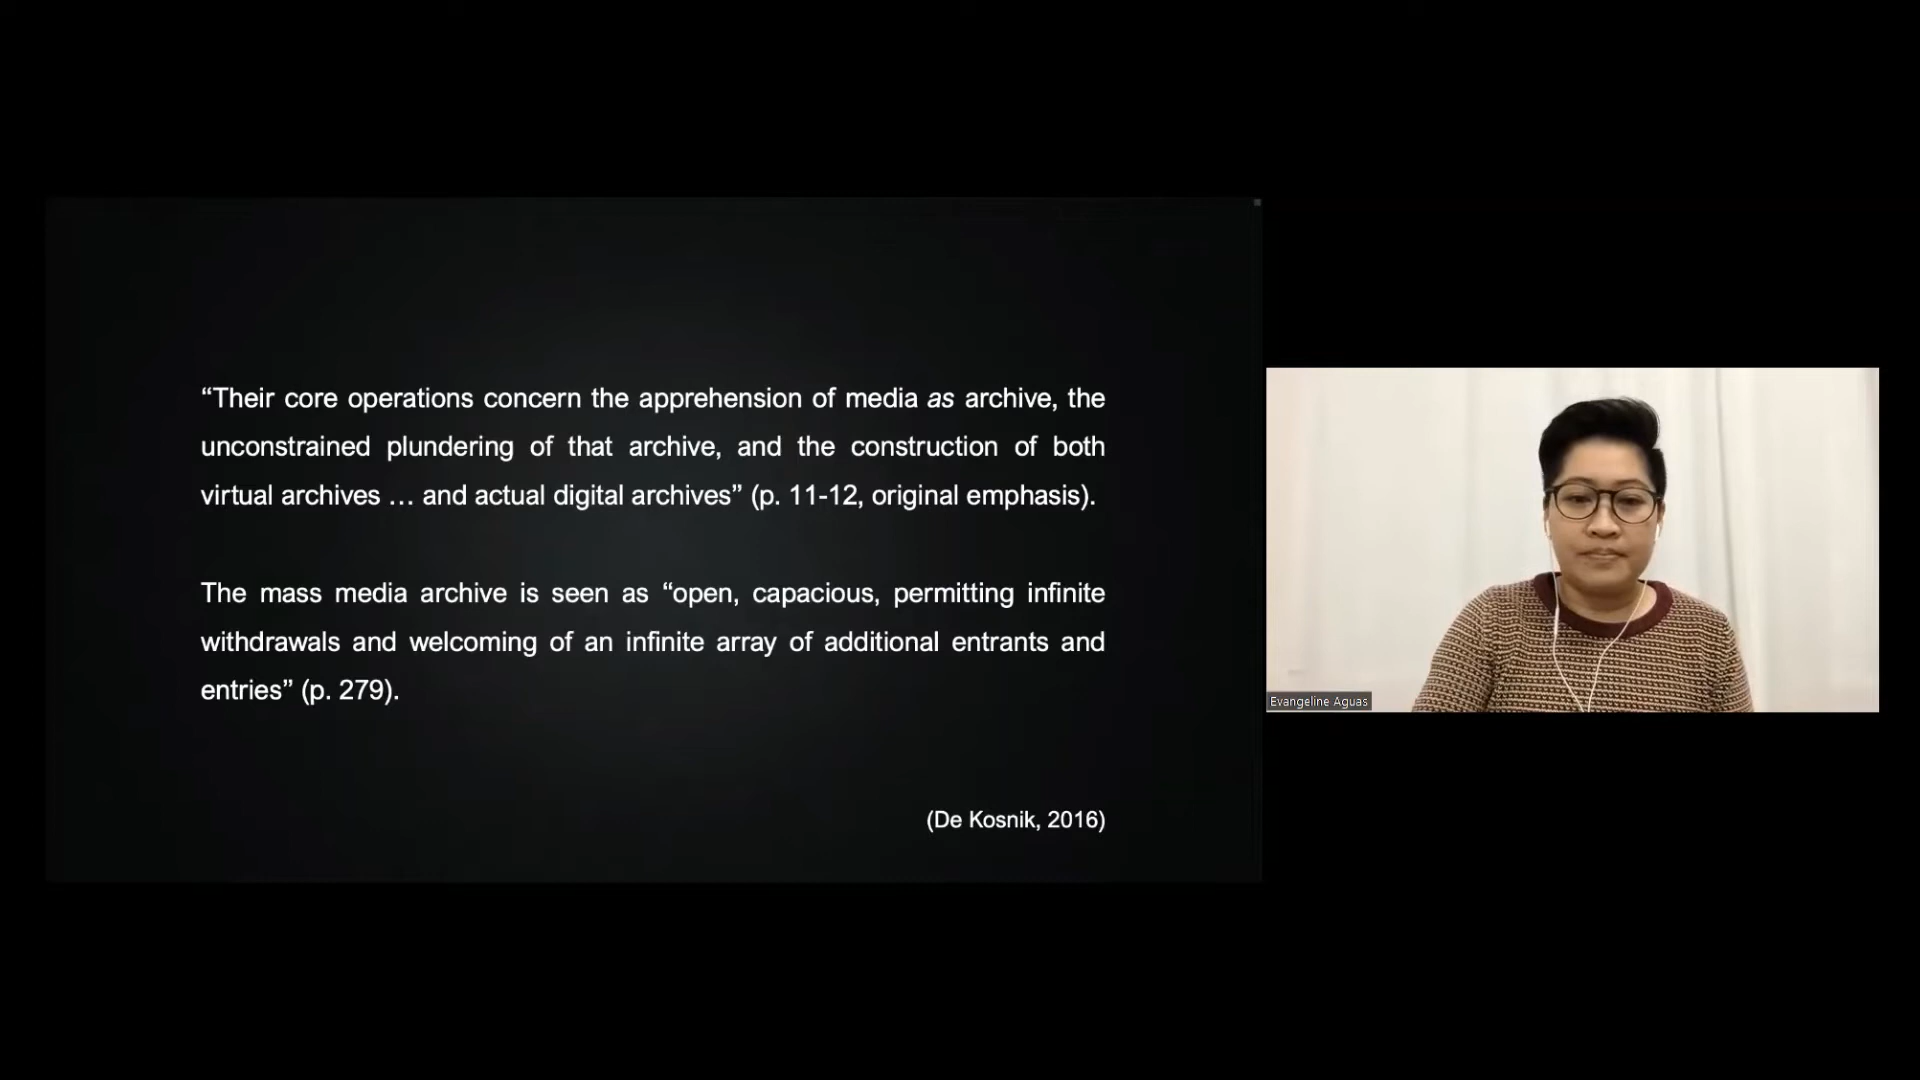 “Their core operations concern the apprehension of media as archive, the
unconstrained plundering of that archive, and the construction of both
virtual archives … and actual digital archives” (p. 11-12, original emphasis).
The mass media archive is seen as “open, capacious, permitting infinite
withdrawals and welcoming of an infinite array of additional entrants and
entries” (p. 279).
(De Kosnik, 2016)
Evangeline Aguas